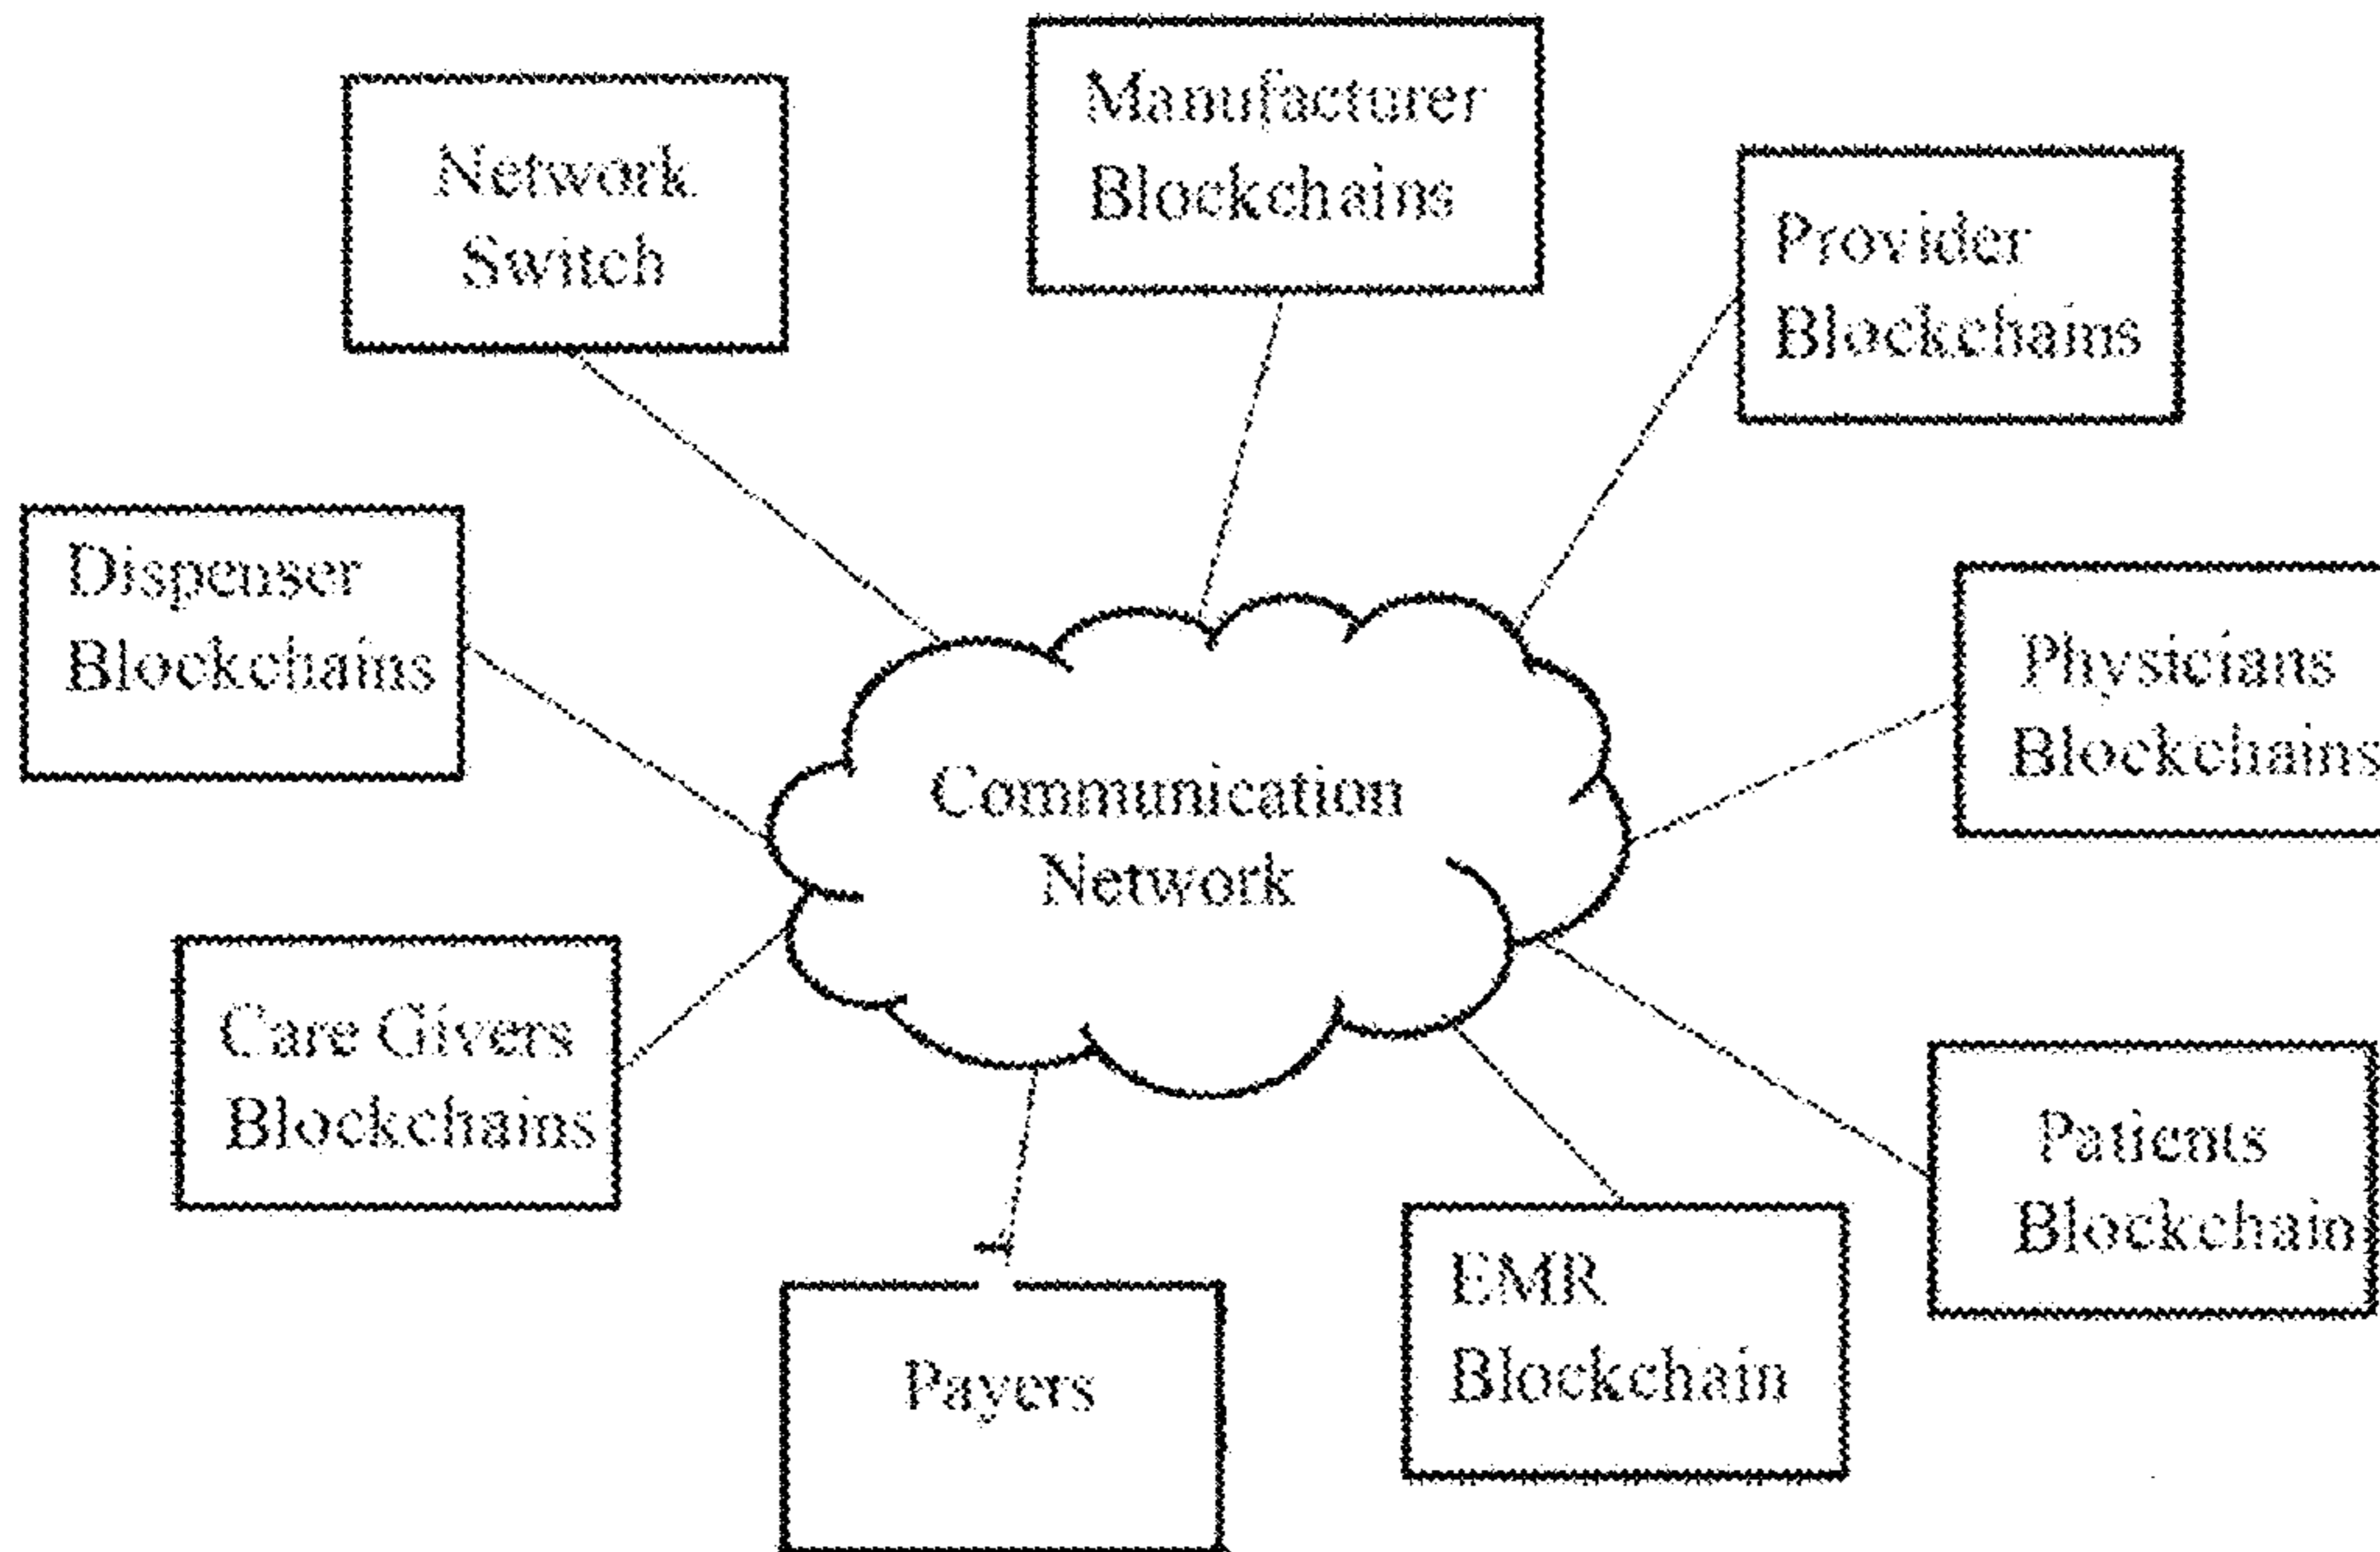 Manufacturer
Blockchains
Network
Switch
Provider
Blockchains
Dispenser
Blockchains
Physicians
Blockchains
Communication
Network
Care Givers
Blockchains
Patients
Blockchain
EMR
Blockchain
Payers